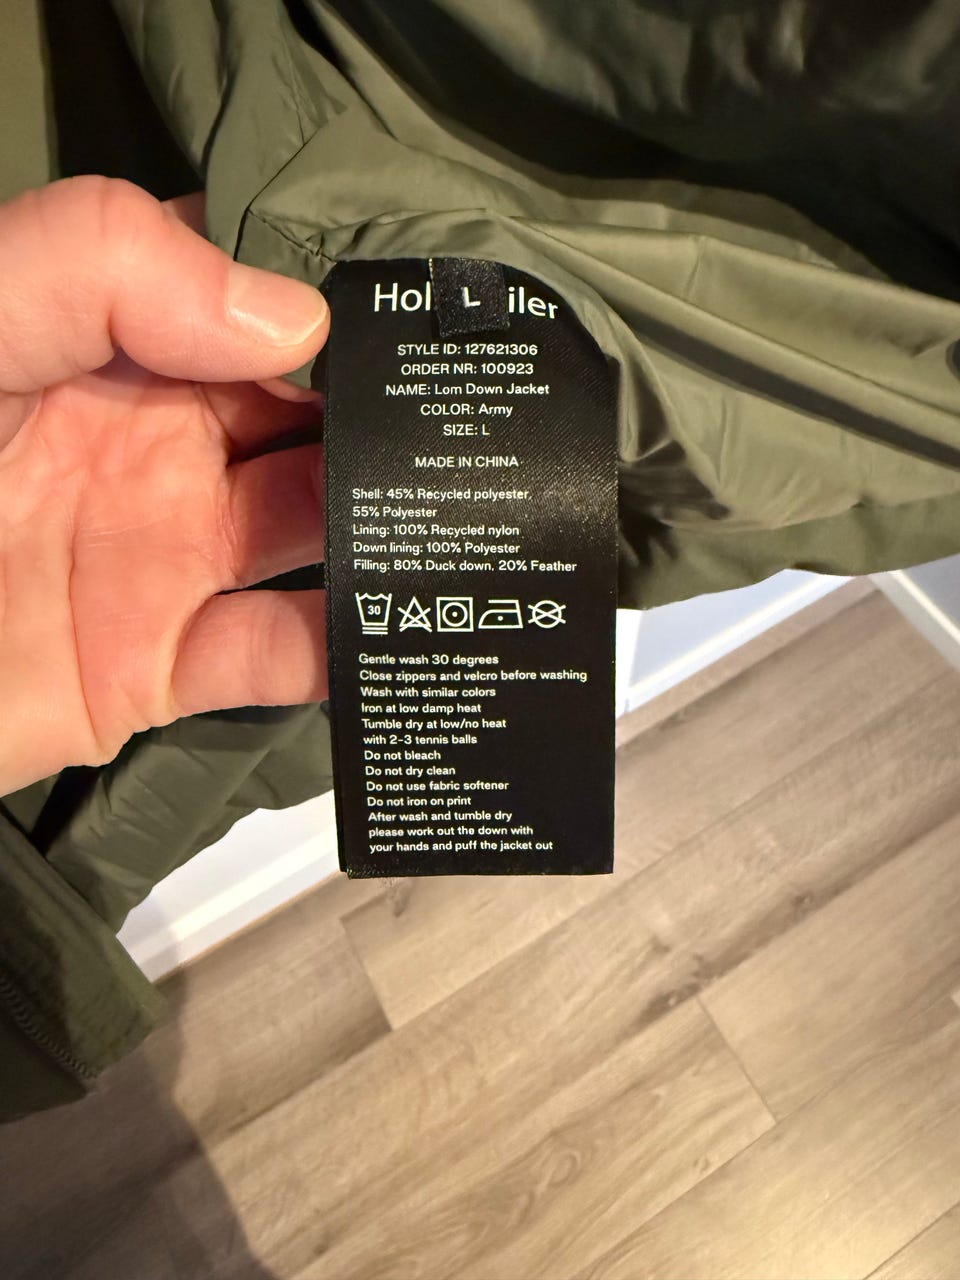 Hol L iler
STYLE ID: 127621306
ORDER NR: 100923
NAME: Lom Down Jacket
COLOR: Army
SIZE: L
MADE IN CHINA
Shell: 45% Recycled polyester,
55% Polyester
Lining: 100% Recycled nylon
Down lining: 100% Polyester
Filling: 80% Duck down, 20% Feather
30
Gentle wash 30 degrees
Close zippers and velcro before washing
Wash with similar colors
Iron at low damp heat
Tumble dry at low/no heat
with 2-3 tennis balls
Do not bleach
Do not dry clean
Do not use fabric softener
Do not iron on print
After wash and tumble dry
please work out the down with
your hands and puff the jacket out